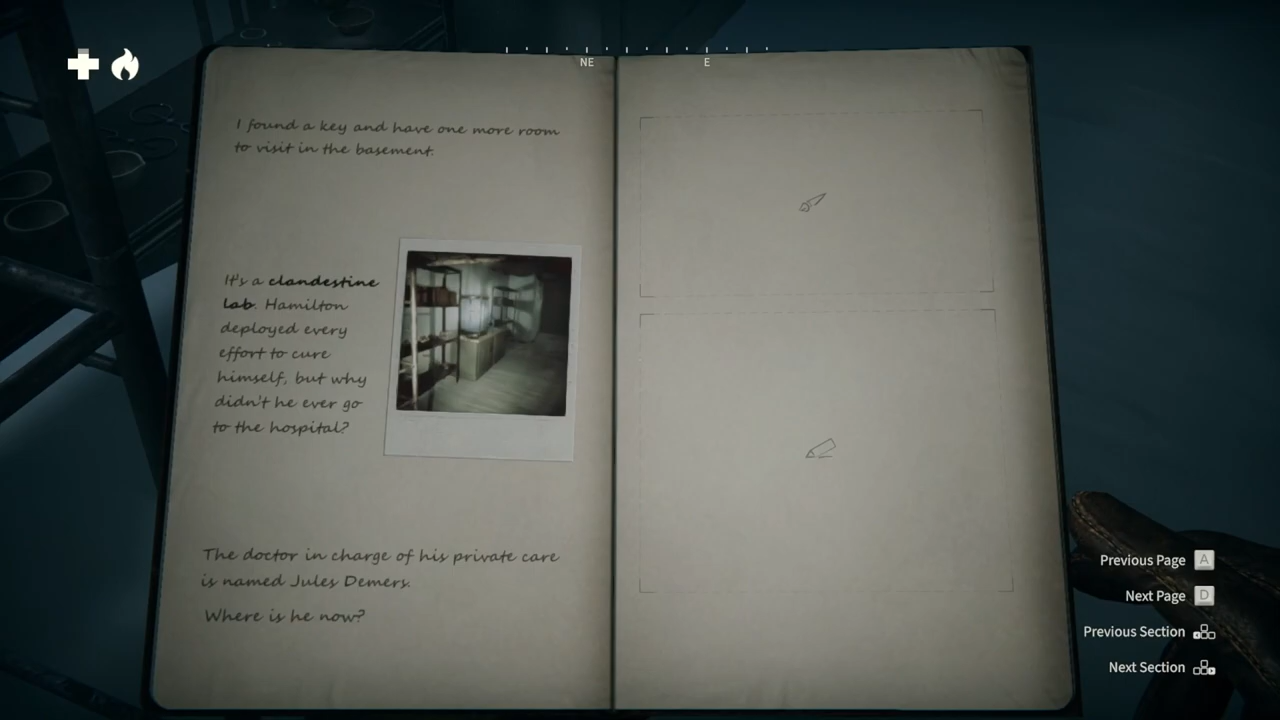 NE
E
I found a key and have one more room
to visit in the basement.
It's a clandestine
lab. Hamilton
deployed every
effort to cure
himself, but why
didn't he ever go
to the hospital?
The doctor in charge of his private care
is named Jules Demers.
Where is he now?
Previous Page A
Next Page D
Previous Section
Next Section